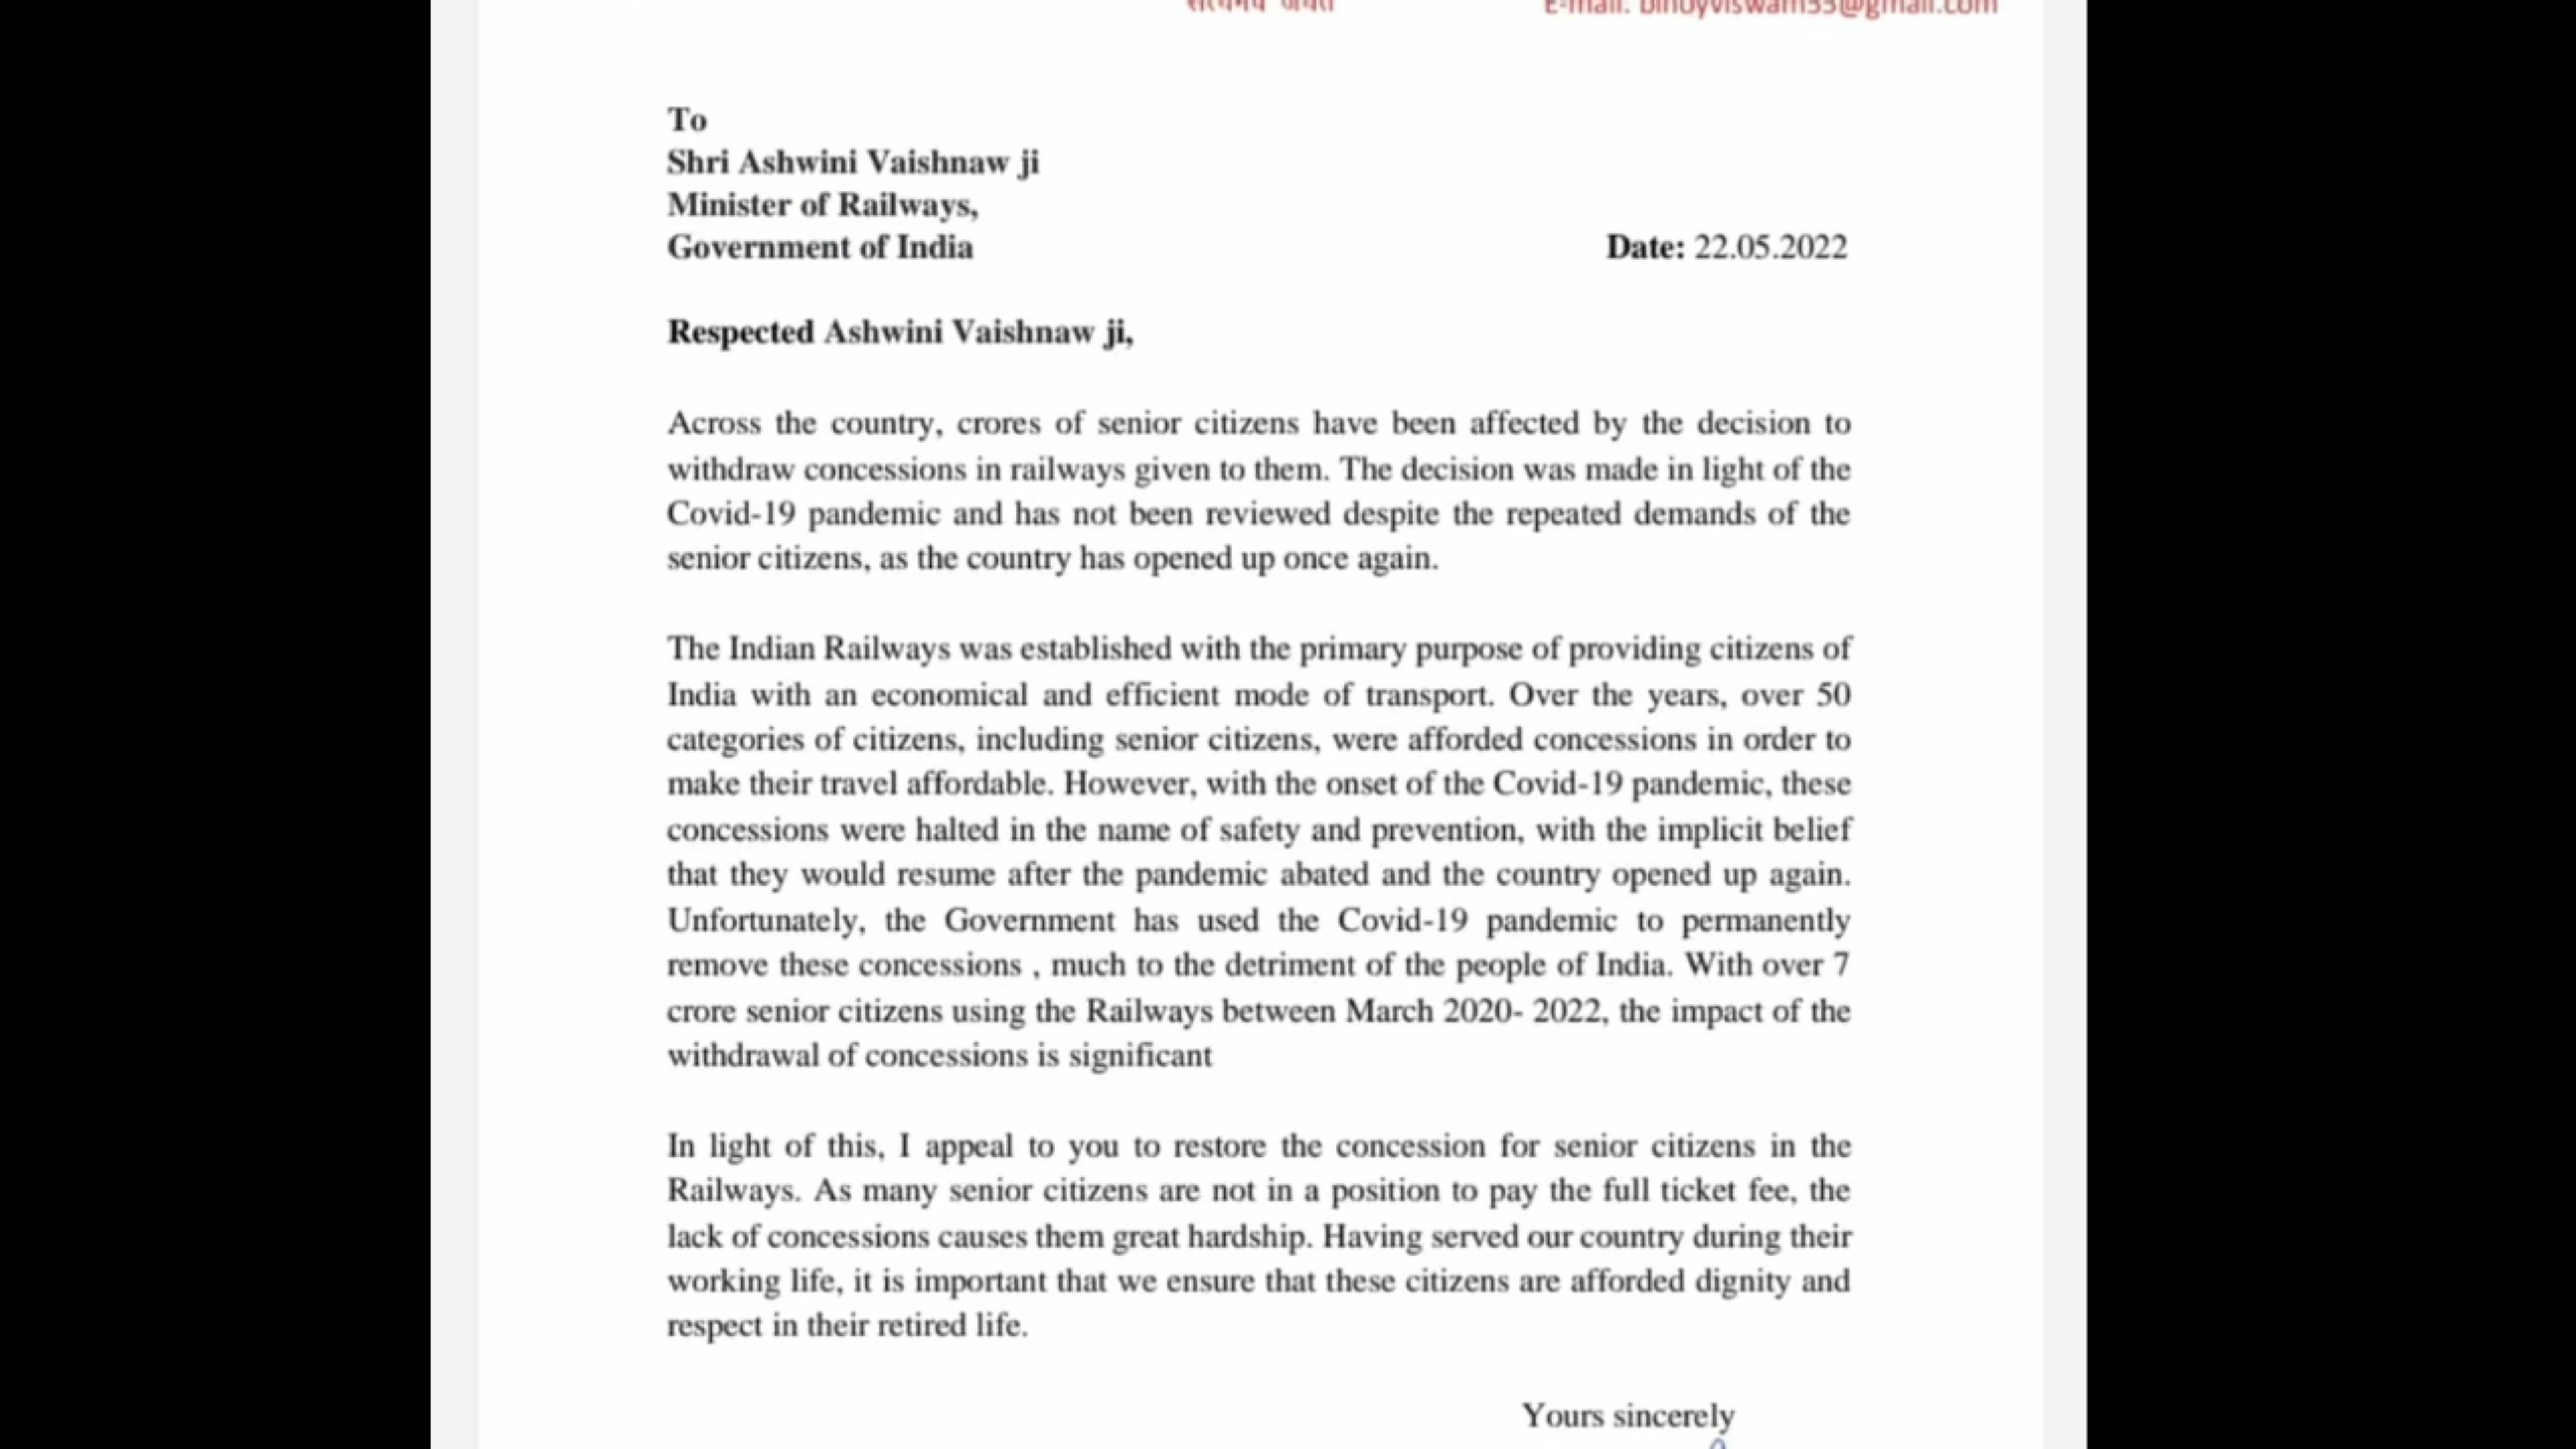 सत्यमेव जयते
E-mail: binoyviswam55@gmail.com
To
Shri Ashwini Vaishnaw ji
Minister of Railways,
Government of India
Date: 22.05.2022
Respected Ashwini Vaishnaw ji,
Across the country, crores of senior citizens have been affected by the decision to
withdraw concessions in railways given to them. The decision was made in light of the
Covid-19 pandemic and has not been reviewed despite the repeated demands of the
senior citizens, as the country has opened up once again.
The Indian Railways was established with the primary purpose of providing citizens of
India with an economical and efficient mode of transport. Over the years, over 50
categories of citizens, including senior citizens, were afforded concessions in order to
make their travel affordable. However, with the onset of the Covid-19 pandemic, these
concessions were halted in the name of safety and prevention, with the implicit belief
that they would resume after the pandemic abated and the country opened up again.
Unfortunately, the Government has used the Covid-19 pandemic to permanently
remove these concessions , much to the detriment of the people of India. With over 7
crore senior citizens using the Railways between March 2020- 2022, the impact of the
withdrawal of concessions is significant
In light of this, I appeal to you to restore the concession for senior citizens in the
Railways. As many senior citizens are not in a position to pay the full ticket fee, the
lack of concessions causes them great hardship. Having served our country during their
working life, it is important that we ensure that these citizens are afforded dignity and
respect in their retired life.
Yours sincerely